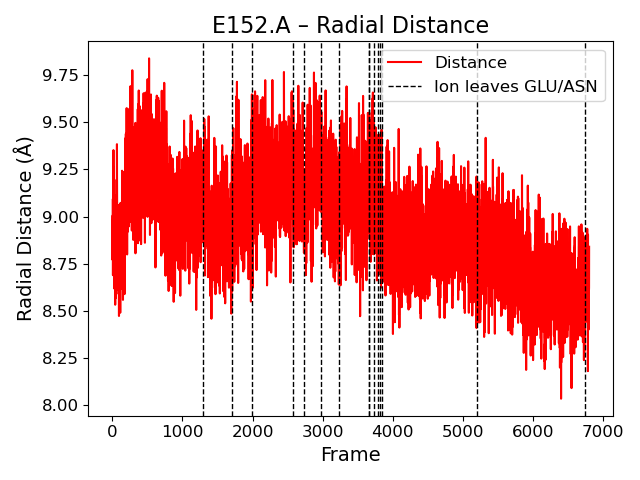 E152.A – Radial Distance
Distance
Ion leaves GLU/ASN
Radial Distance (Å)
9.75
9.50
9.25
9.00
8.75
8.50
8.25
8.00
0 1000 2000 3000 4000 5000 6000 7000
Frame